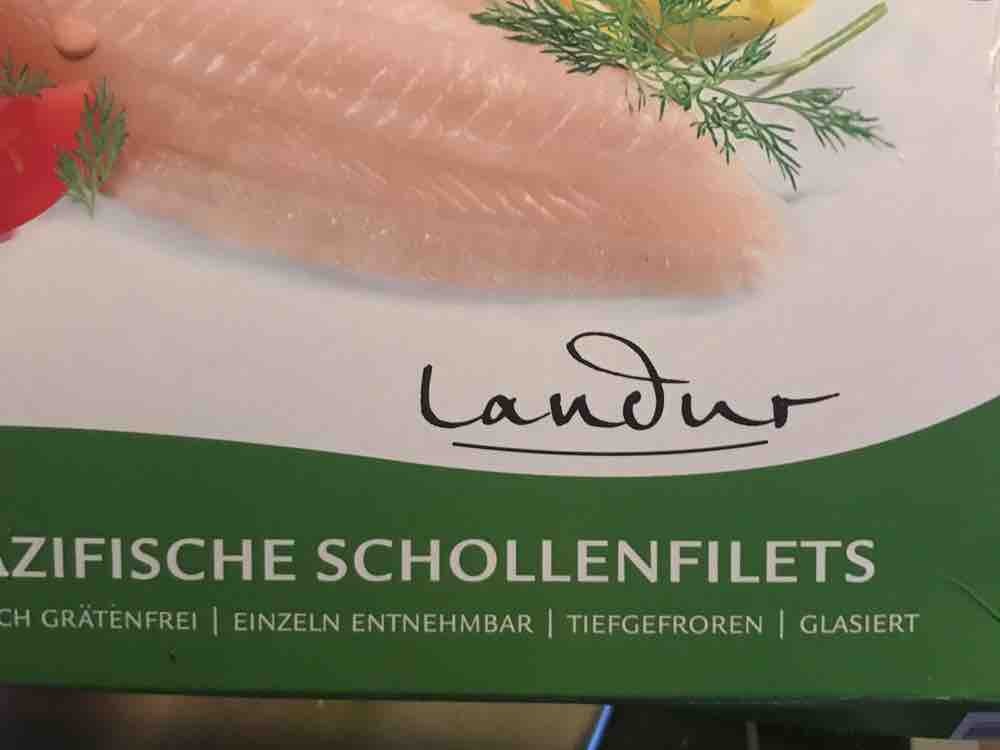 Landur
AZIFISCHE SCHOLLENFILETS
CH GRÄTENFREI | EINZELN ENTNEHMBAR | TIEFGEFROREN | GLASIERT